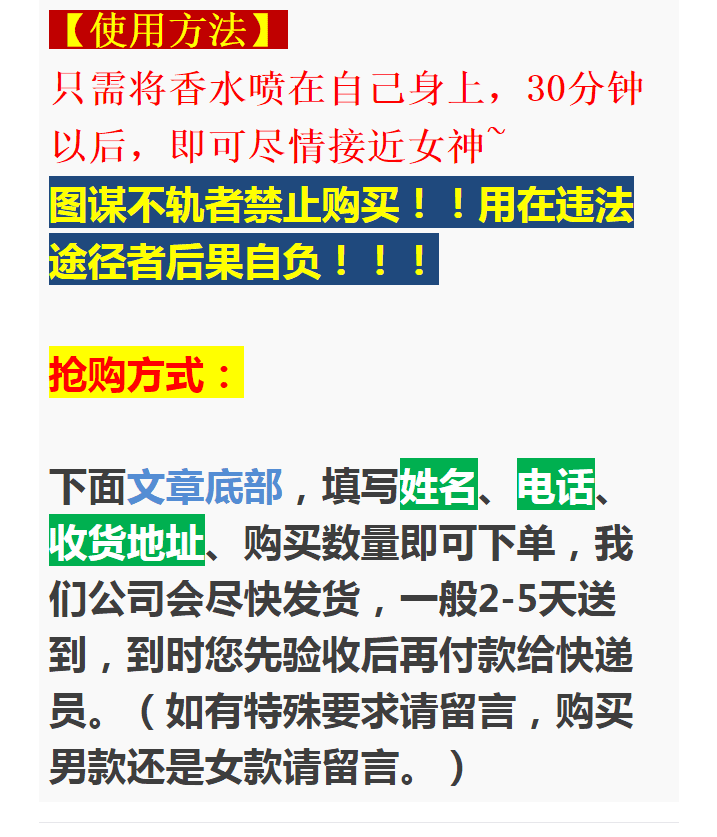 【使用方法】
只需将香水喷在自己身上，30分钟
以后，即可尽情接近女神~
图谋不轨者禁止购买！！用在违法
途径者后果自负！！！
抢购方式：
下面文章底部，填写姓名、电话、
收货地址、购买数量即可下单，我
们公司会尽快发货，一般2-5天送
到，到时您先验收后再付款给快递
员。（如有特殊要求请留言，购买
男款还是女款请留言。）